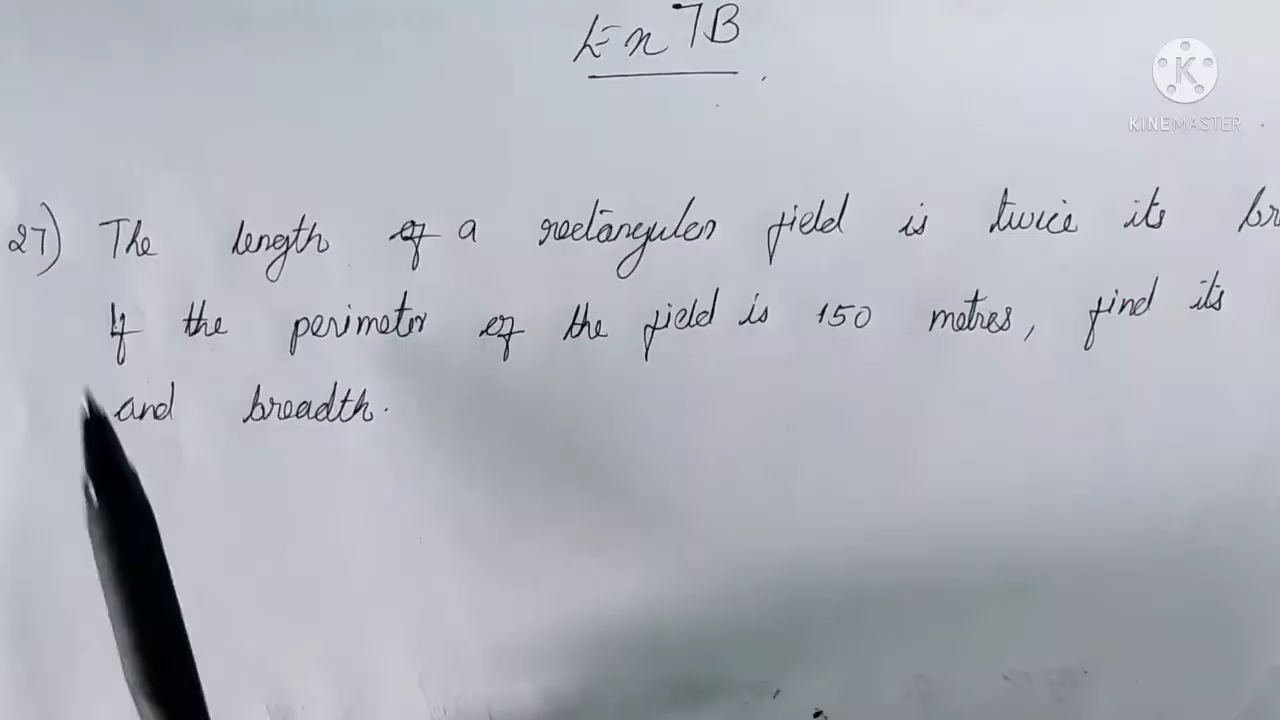 Ex 7B
K
KINEMASTER
27) The length of a rectangular field is twice its br
If the perimeter of the field is 150 metres, find its
and breadth.